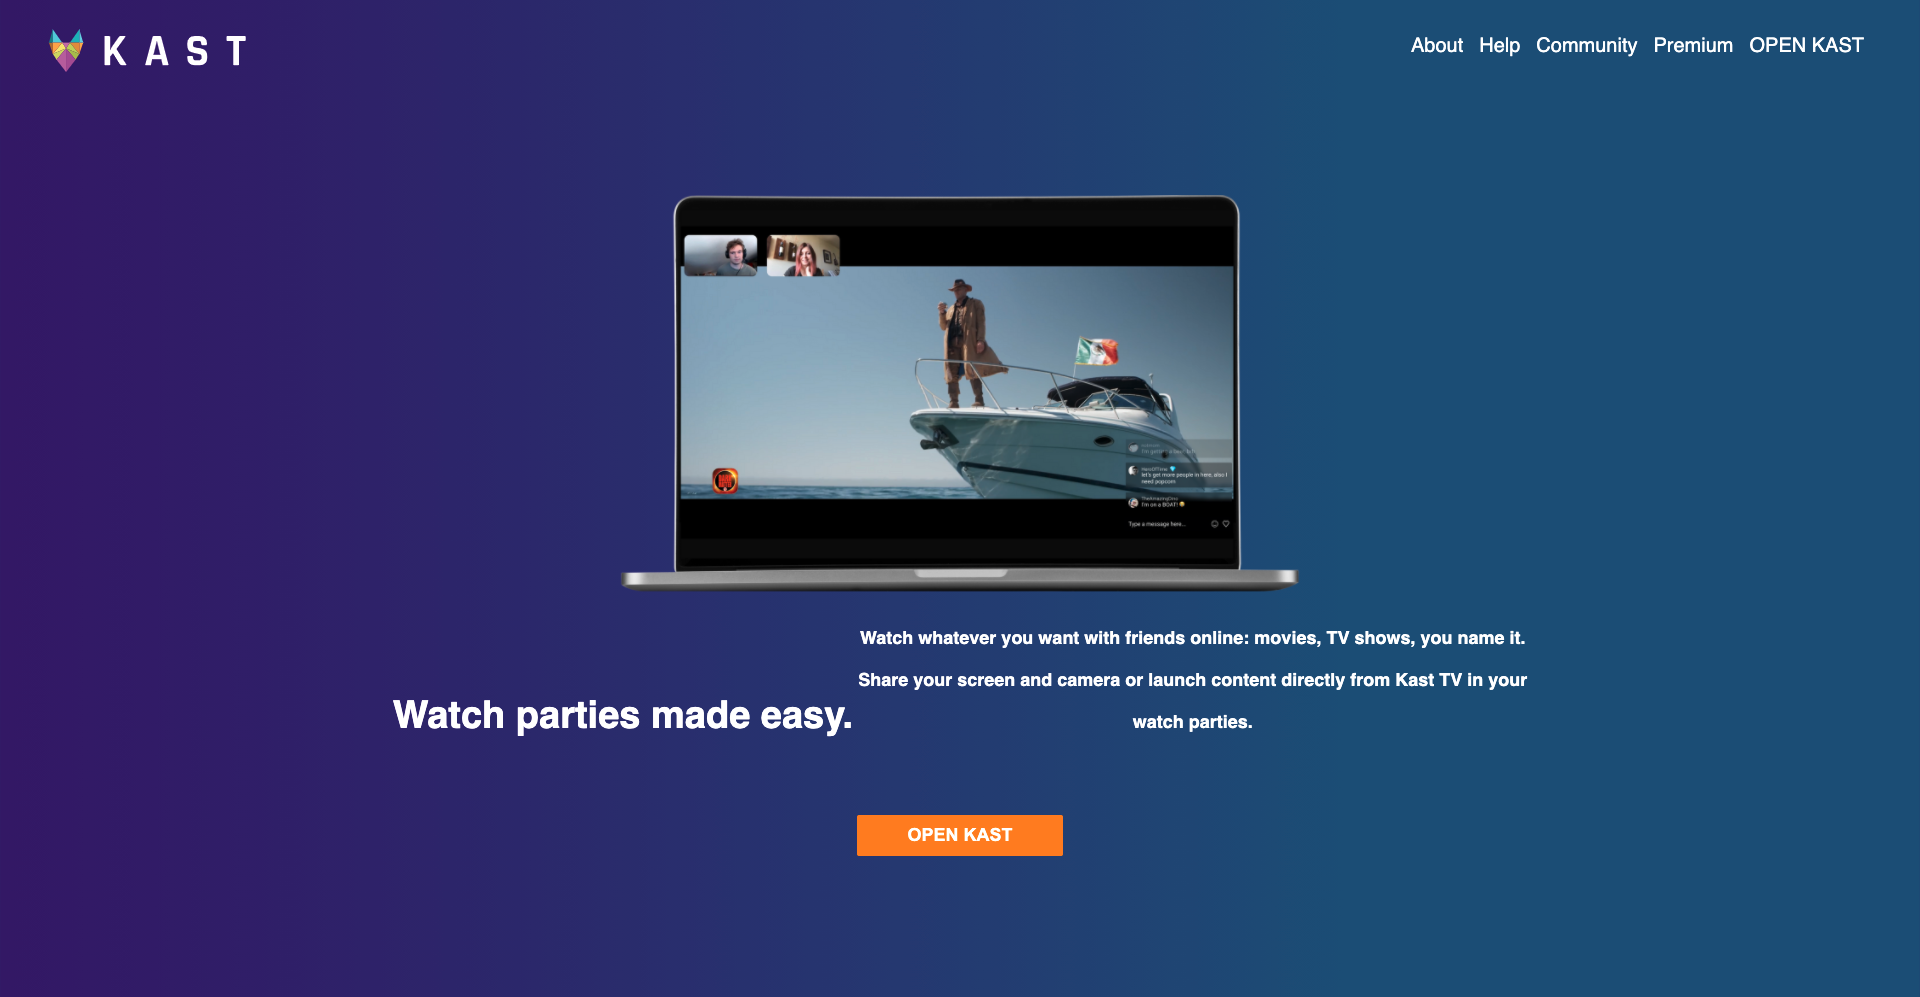 KAST
About Help Community Premium OPEN KAST
let's get more people in here, also I
need popcorn
I'm on a BOAT!
Type a message here...
Watch whatever you want with friends online: movies, TV shows, you name it.
Share your screen and camera or launch content directly from Kast TV in your
watch parties.
Watch parties made easy.
OPEN KAST